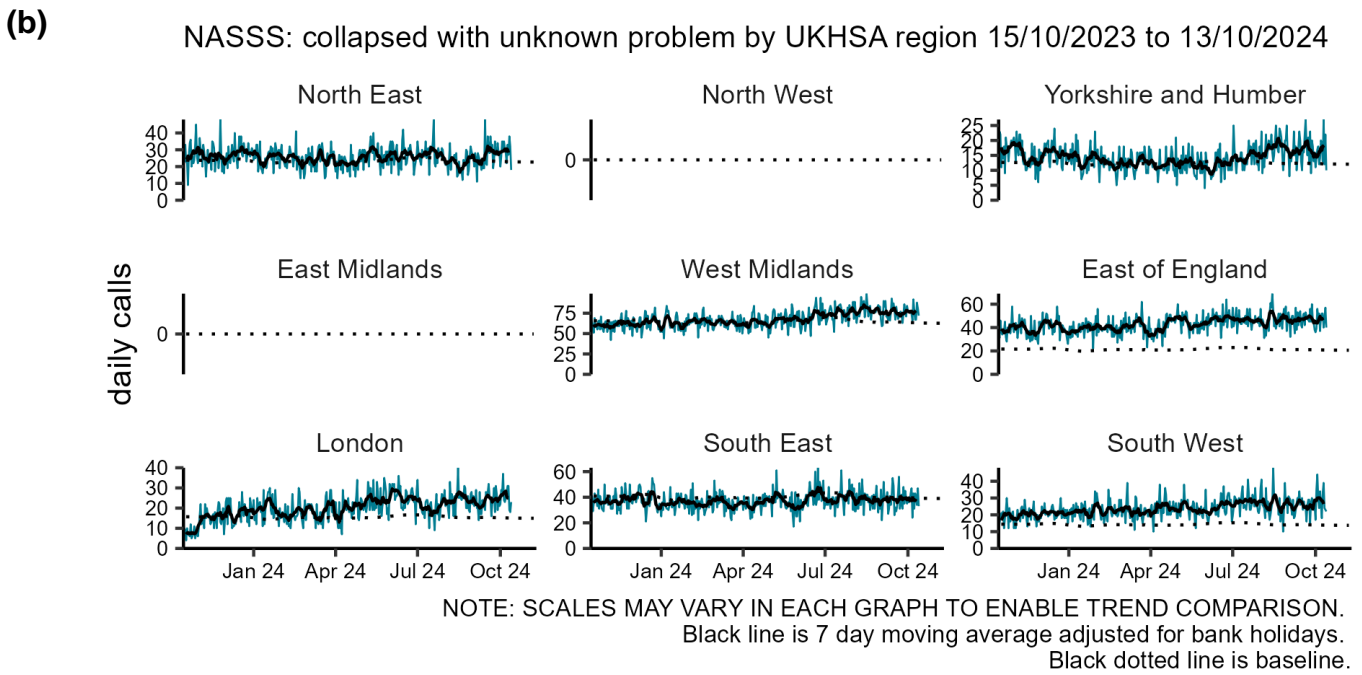 (b)
NASSS: collapsed with unknown problem by UKHSA region 15/10/2023 to 13/10/2024
North East
North West
Yorkshire and Humber
40
30
20
10
0
0
25
20
15
10
5
0
East Midlands
West Midlands
East of England
daily calls
0
75
50
25
0
60
40
20
0
London
South East
South West
40
30
20
10
0
60
40
20
0
40
30
20
10
0
Jan 24 Apr 24 Jul 24 Oct 24
Jan 24 Apr 24 Jul 24 Oct 24
Jan 24 Apr 24 Jul 24 Oct 24
NOTE: SCALES MAY VARY IN EACH GRAPH TO ENABLE TREND COMPARISON.
Black line is 7 day moving average adjusted for bank holidays.
Black dotted line is baseline.